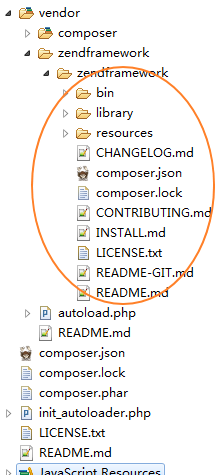 vendor
composer
zendframework
zendframework
bin
library
resources
CHANGELOG.md
composer.json
composer.lock
CONTRIBUTING.md
INSTALL.md
LICENSE.txt
README-GIT.md
README.md
autoload.php
README.md
composer.json
composer.lock
composer.phar
init_autoloader.php
LICENSE.txt
README.md
JavaScript Resources